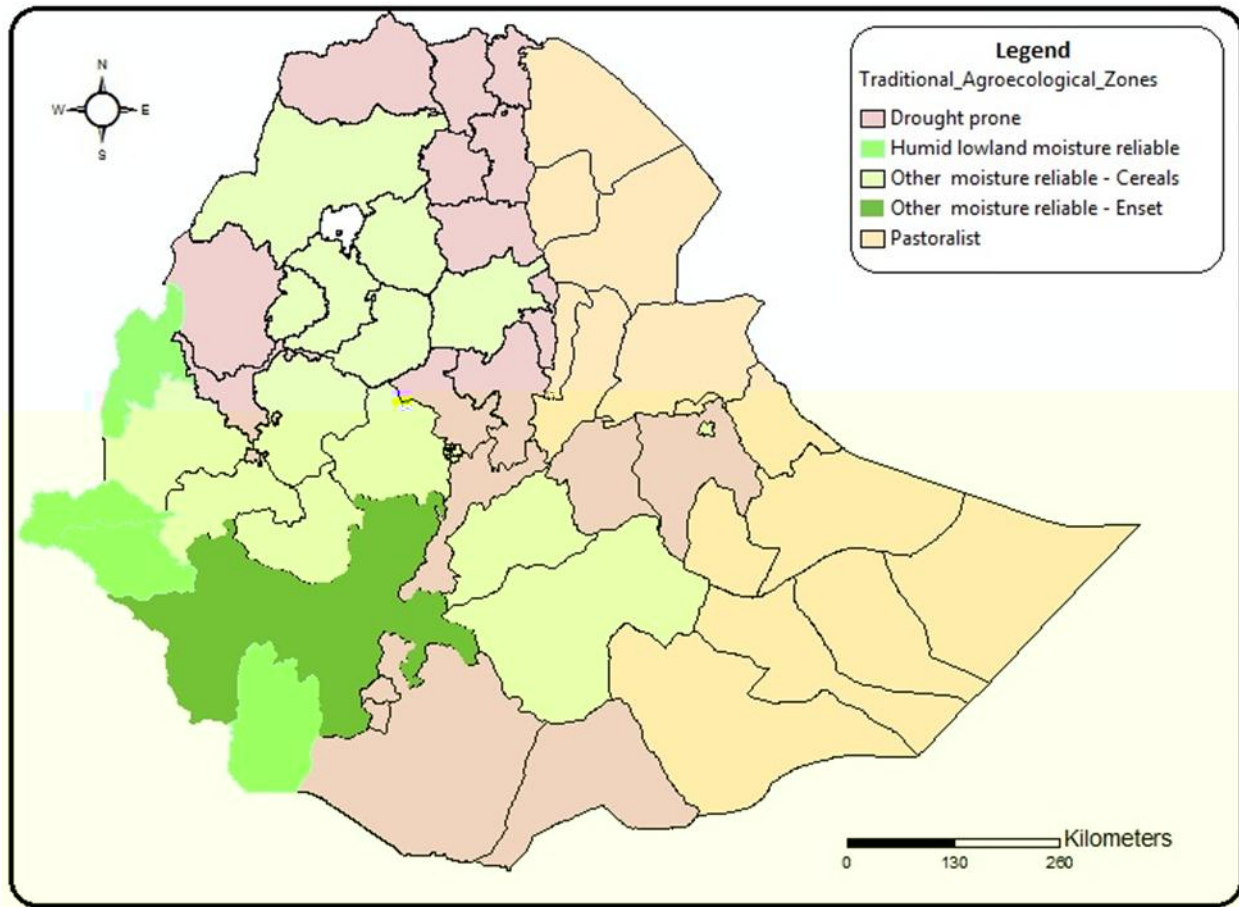 N
W
E
S
Legend
Traditional_Agroecological_Zones
Drought prone
Humid lowland moisture reliable
Other moisture reliable - Cereals
Other moisture reliable - Enset
Pastoralist
Kilometers
0 130 260